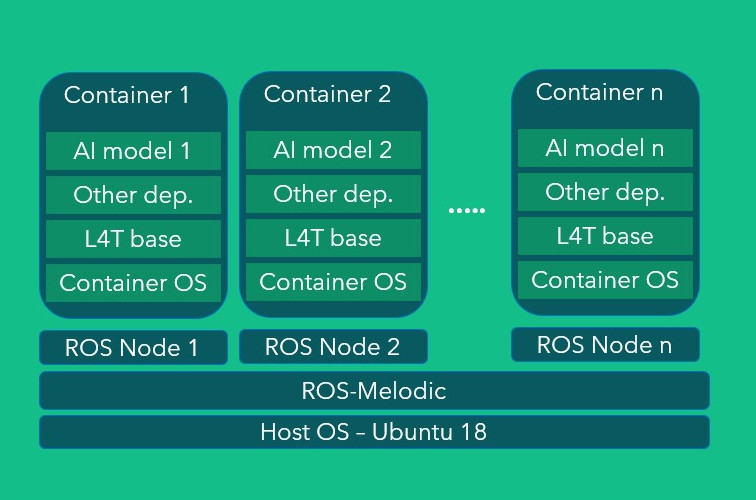 Container 1
AI model 1
Other dep.
L4T base
Container OS
ROS Node 1
Container 2
AI model 2
Other dep.
L4T base
Container OS
ROS Node 2
.....
Container n
AI model n
Other dep.
L4T base
Container OS
ROS Node n
ROS-Melodic
Host OS – Ubuntu 18